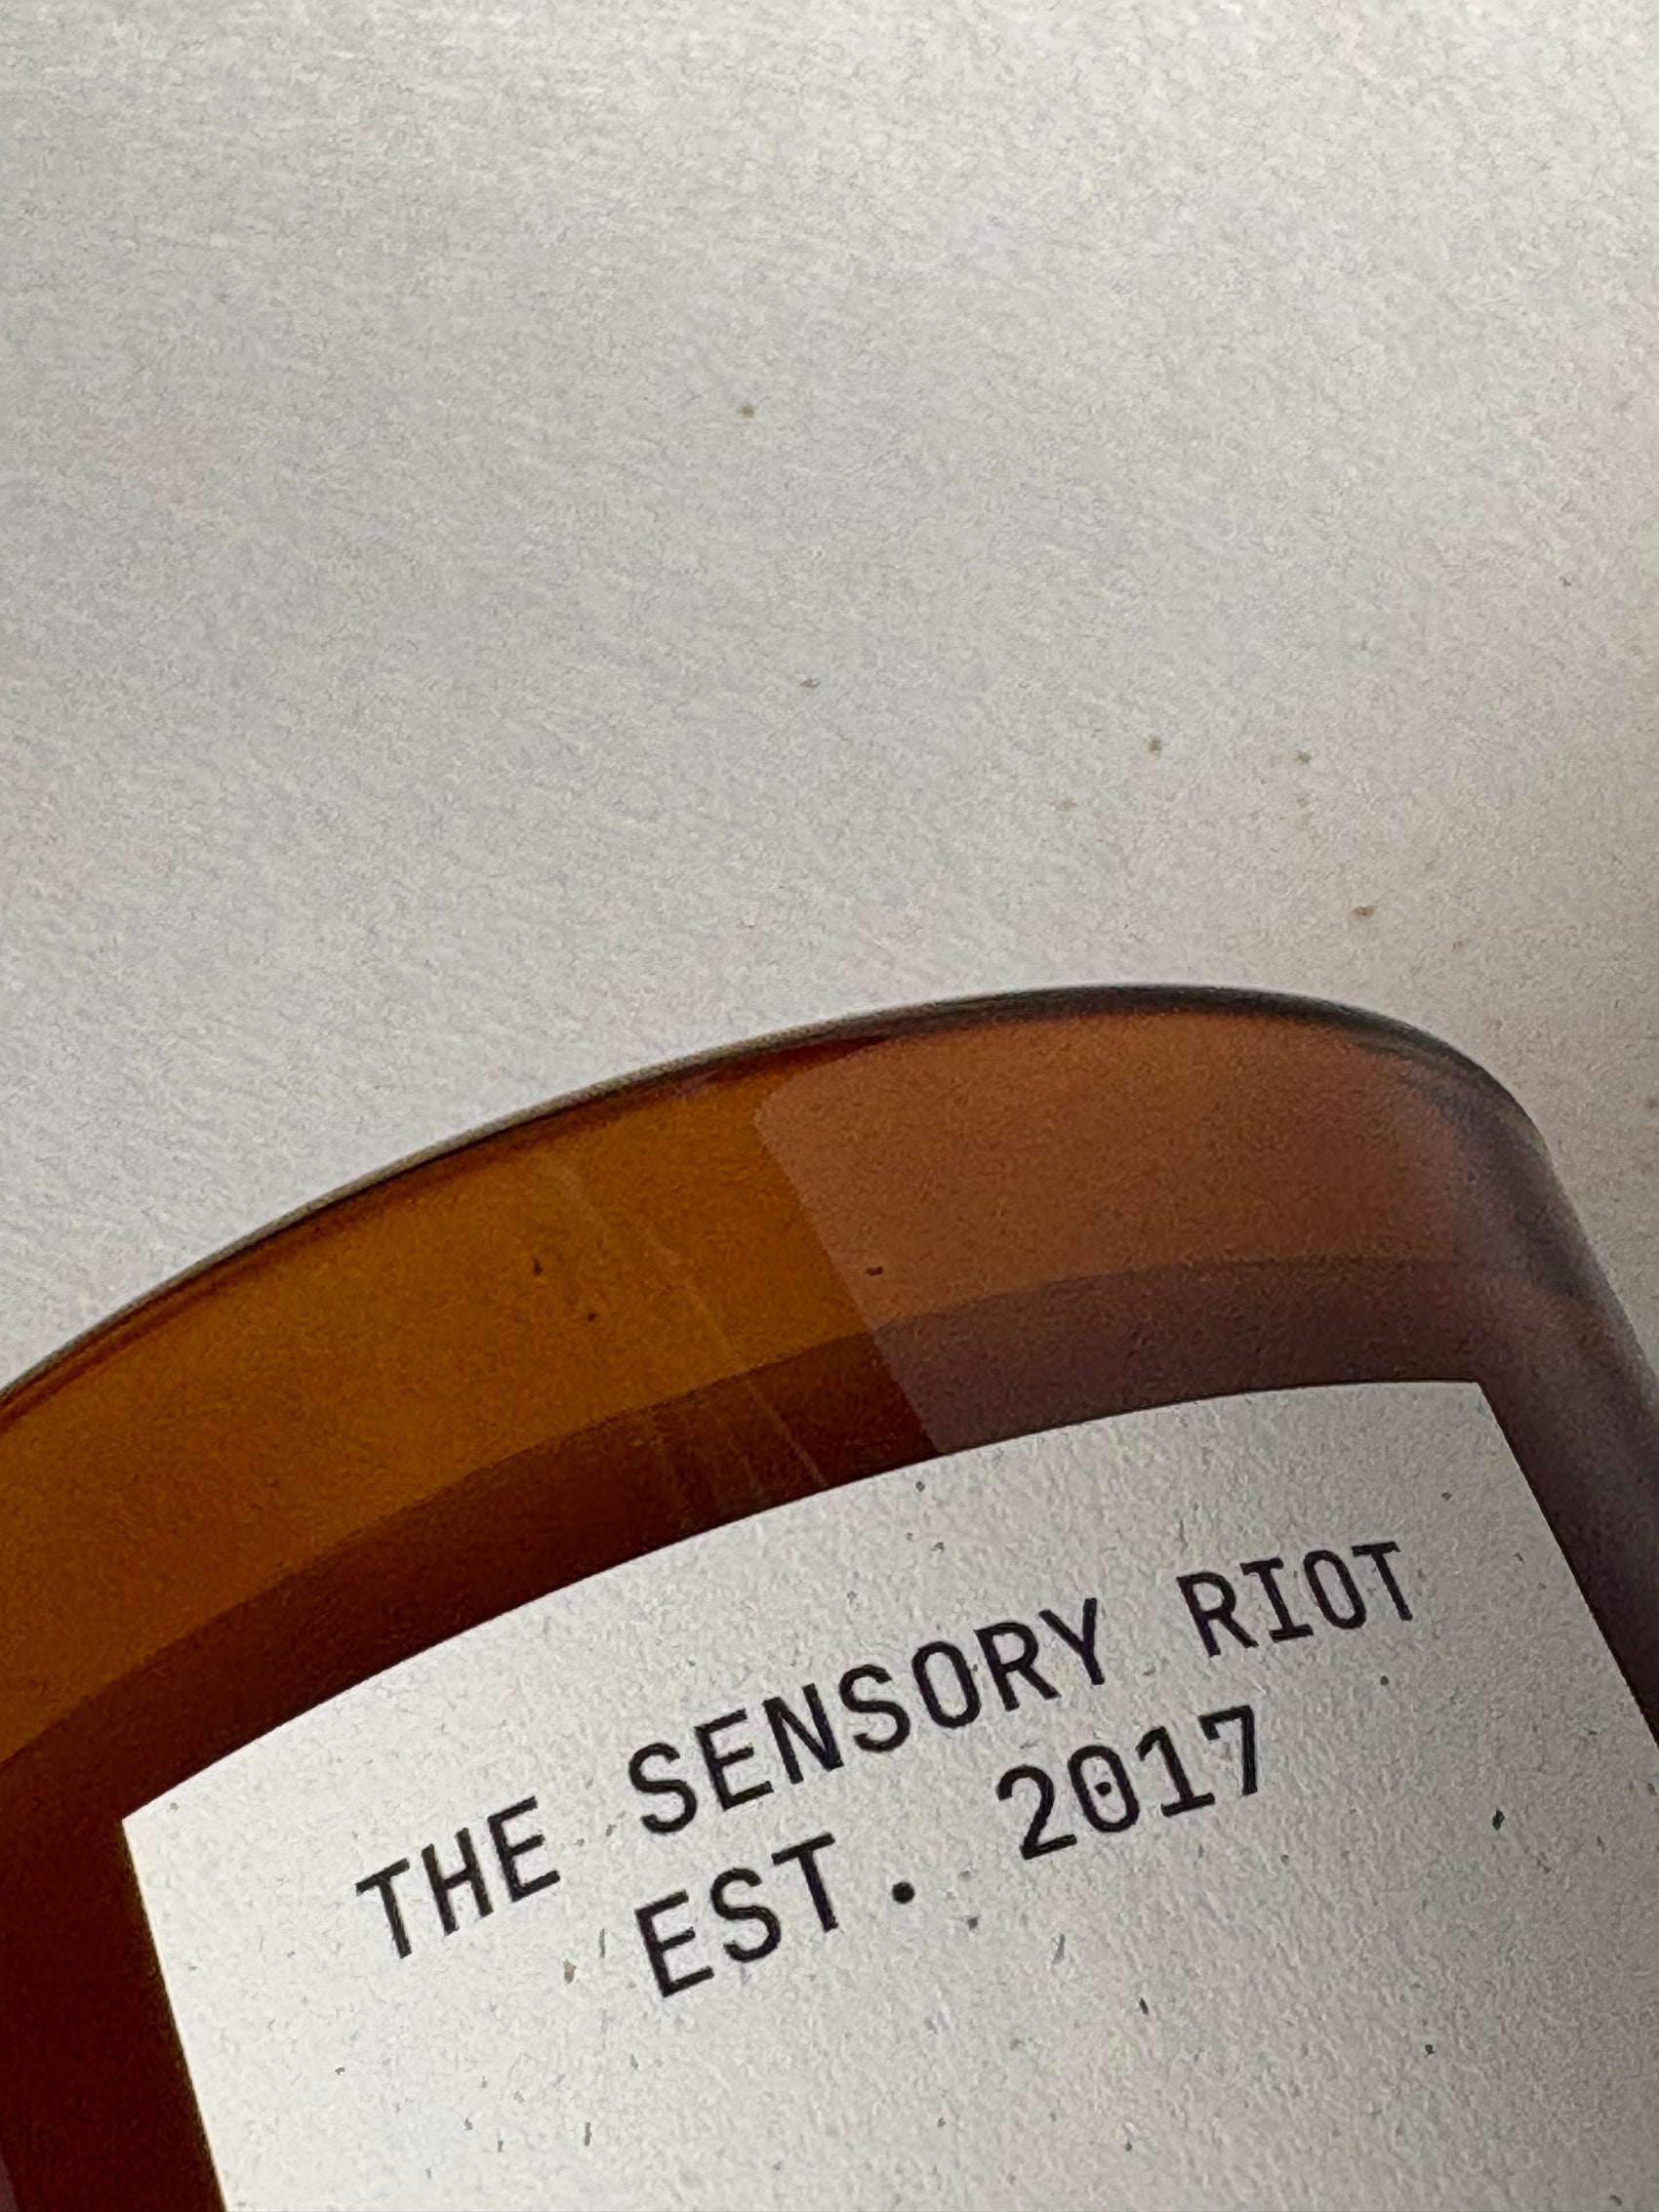 THE SENSORY RIOT
EST. 2017